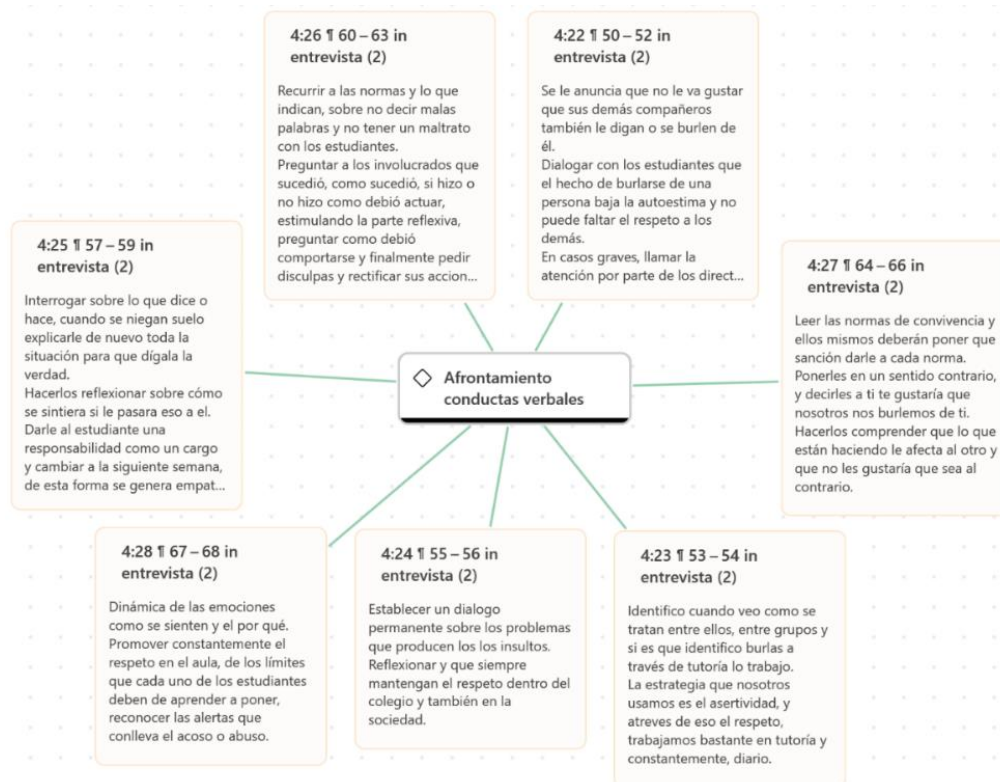 4:26 ¶ 60 – 63 in
entrevista (2)
Recurrir a las normas y lo que
indican, sobre no decir malas
palabras y no tener un maltrato
con los estudiantes.
Preguntar a los involucrados que
sucedió, como sucedió, si hizo o
no hizo como debió actuar,
estimulando la parte reflexiva,
preguntar como debió
comportarse y finalmente pedir
disculpas y rectificar sus accion...
4:22 ¶ 50 – 52 in
entrevista (2)
Se le anuncia que no le va gustar
que sus demás compañeros
también le digan o se burlen de
él.
Dialogar con los estudiantes que
el hecho de burlarse de una
persona baja la autoestima y no
puede faltar el respeto a los
demás.
En casos graves, llamar la
atención por parte de los direct...
4:25 ¶ 57 – 59 in
entrevista (2)
Interrogar sobre lo que dice o
hace, cuando se niegan suelo
explicarle de nuevo toda la
situación para que dígala la
verdad.
Hacerlos reflexionar sobre cómo
se sintiera si le pasara eso a el.
Darle al estudiante una
responsabilidad como un cargo
y cambiar a la siguiente semana,
de esta forma se genera empat...
4:27 ¶ 64 – 66 in
entrevista (2)
Leer las normas de convivencia y
ellos mismos deberán poner que
sanción darle a cada norma.
Ponerles en un sentido contrario,
y decirles a ti te gustaría que
nosotros nos burlemos de ti.
Hacerlos comprender que lo que
están haciendo le afecta al otro y
que no les gustaría que sea al
contrario.
Afrontamiento
conductas verbales
4:28 ¶ 67 – 68 in
entrevista (2)
Dinámica de las emociones
como se sienten y el por qué.
Promover constantemente el
respeto en el aula, de los límites
que cada uno de los estudiantes
deben de aprender a poner,
reconocer las alertas que
conlleva el acoso o abuso.
4:24 ¶ 55 – 56 in
entrevista (2)
Establecer un dialogo
permanente sobre los problemas
que producen los los insultos.
Reflexionar y que siempre
mantengan el respeto dentro del
colegio y también en la
sociedad.
4:23 ¶ 53 – 54 in
entrevista (2)
Identifico cuando veo como se
tratan entre ellos, entre grupos y
si es que identifico burlas a
través de tutoría lo trabajo.
La estrategia que nosotros
usamos es el asertividad, y
atreves de eso el respeto,
trabajamos bastante en tutoría y
constantemente, diario.